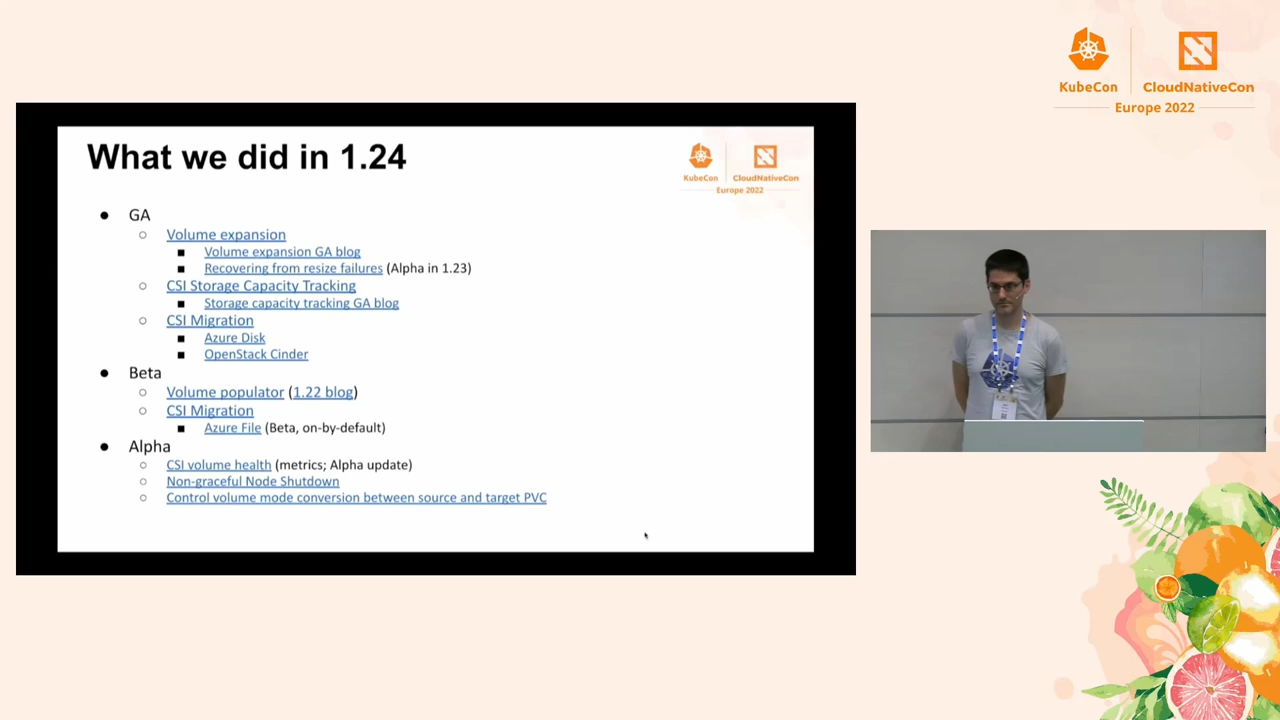 KubeCon
CloudNativeCon
Europe 2022
What we did in 1.24
KubeCon
CloudNativeCon
Europe 2022
● GA
○ Volume expansion
■ Volume expansion GA blog
■ Recovering from resize failures (Alpha in 1.23)
○ CSI Storage Capacity Tracking
■ Storage capacity tracking GA blog
○ CSI Migration
■ Azure Disk
■ OpenStack Cinder
● Beta
○ Volume populator (1.22 blog)
○ CSI Migration
■ Azure File (Beta, on-by-default)
● Alpha
○ CSI volume health (metrics; Alpha update)
○ Non-graceful Node Shutdown
○ Control volume mode conversion between source and target PVC